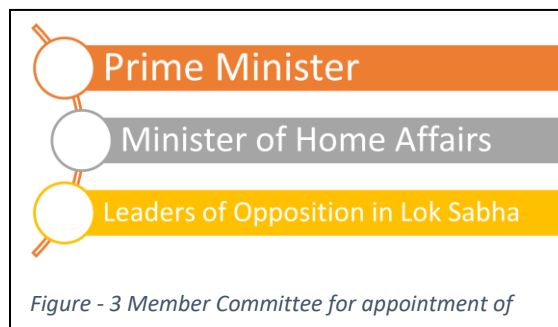 Prime Minister
Minister of Home Affairs
Leaders of Opposition in Lok Sabha
Figure - 3 Member Committee for appointment of